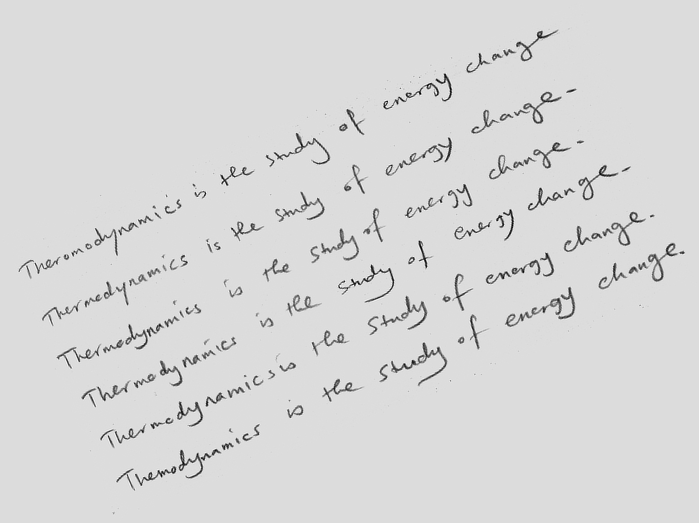 Theromodynamics is the study of energy change
Thermodynamics is the study of energy change-
Thermodynamics is the study of energy change.
Thermodynamics is the study of energy change-
Thermodynamics is the Study of energy change.
Themodynamics is the study of energy change.